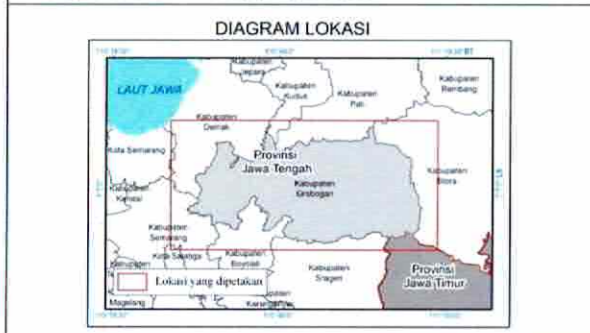 DIAGRAM LOKASI
LAUT JAWA
Kabupaten
Jepara
Kabupaten
Kudus
Kabupaten
Pati
Kabupaten
Rembang
Kabupaten
Demak
Kota Semarang
Provinsi
Jawa Tengah
Kabupaten
Grobogan
Kabupaten
Blora
Kabupaten
Kendal
Kabupaten
Semarang
Kota Salatiga
Kabupaten
Boyolali
Kabupaten
Sragen
Provinsi
Jawa Timur
Kabupaten
Magelang
Lokasi yang dipetakan